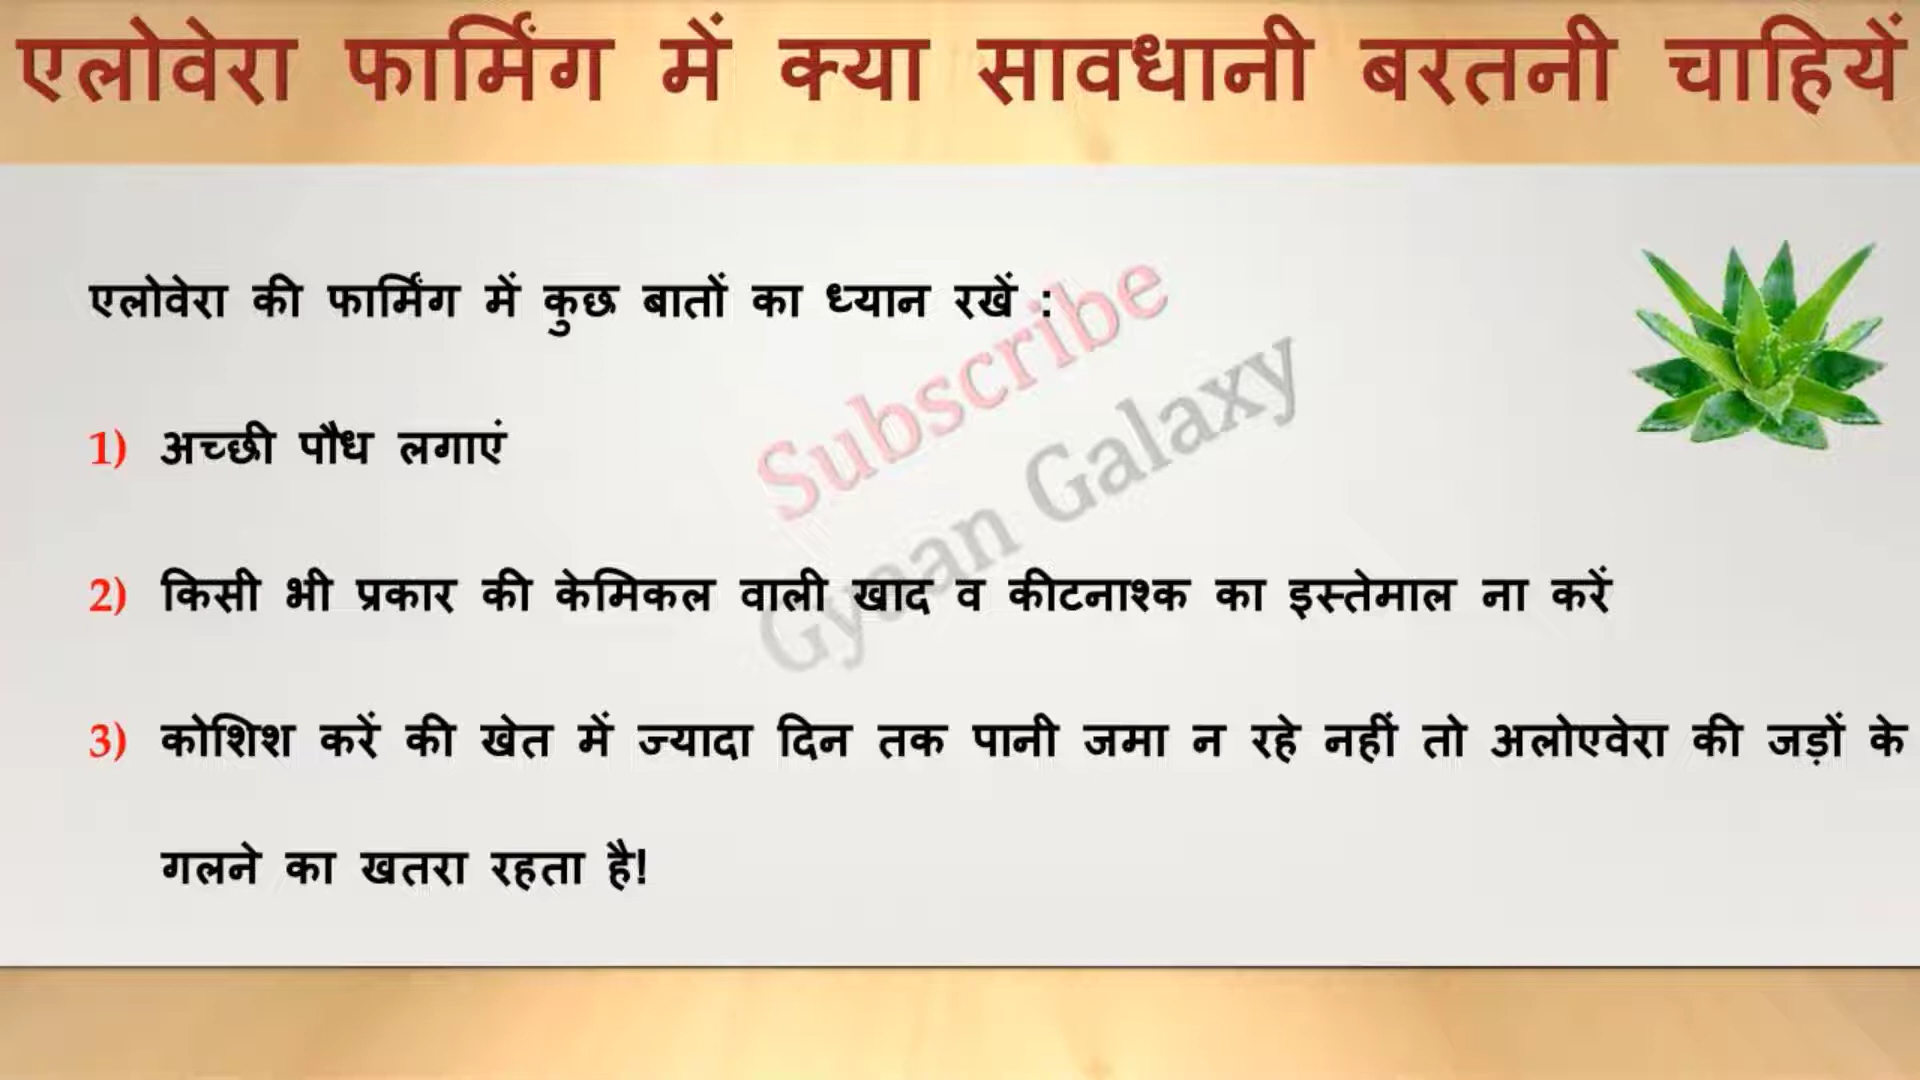 एलोवेरा फार्मिंग में क्या सावधानी बरतनी चाहियें
एलोवेरा की फार्मिंग में कुछ बातों का ध्यान रखें :
1) अच्छी पौध लगाएं
2) किसी भी प्रकार की केमिकल वाली खाद व कीटनाश्क का इस्तेमाल ना करें
3) कोशिश करें की खेत में ज्यादा दिन तक पानी जमा न रहे नहीं तो अलोएवेरा की जड़ों के
गलने का खतरा रहता है!
Subscribe
Gyaan Galaxy